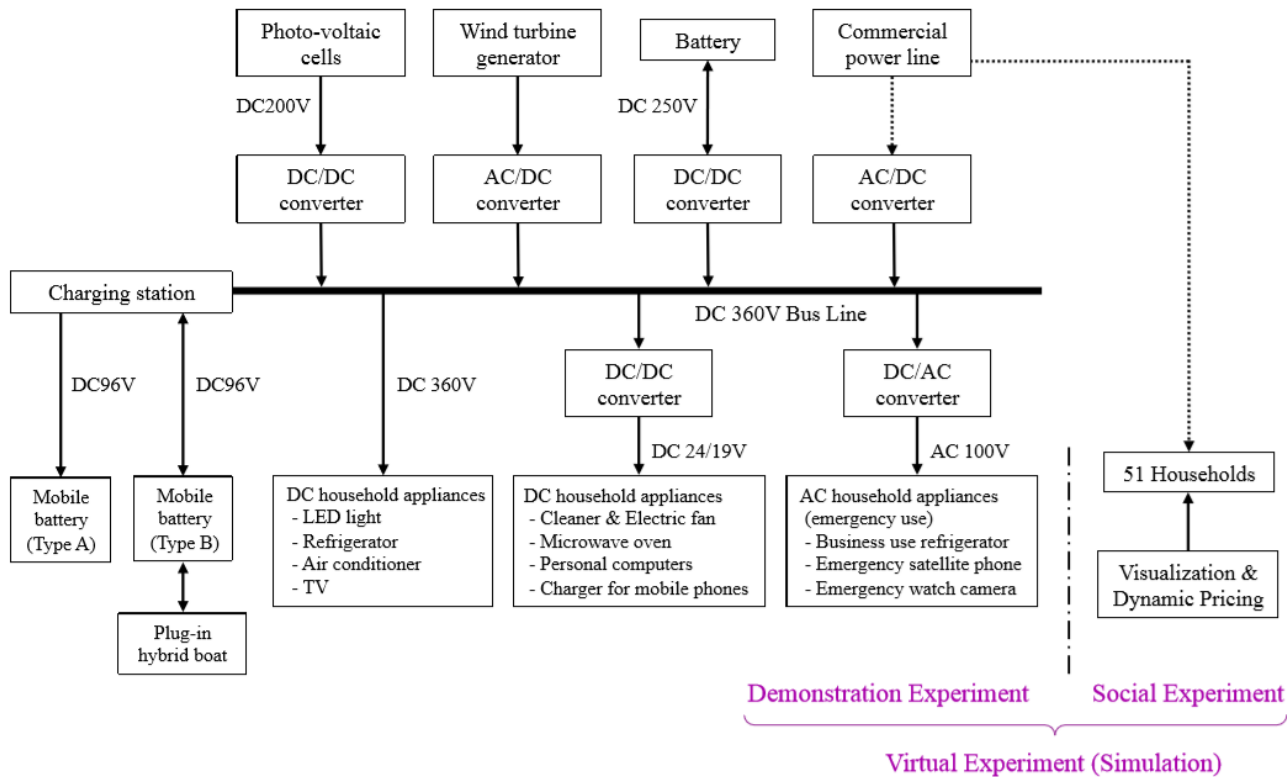 Photo-voltaic
cells
Wind turbine
generator
Battery
Commercial
power line
DC200V
DC 250V
DC/DC
converter
AC/DC
converter
DC/DC
converter
AC/DC
converter
Charging station
DC 360V Bus Line
DC96V
DC96V
DC 360V
DC/DC
converter
DC/AC
converter
DC 24/19V
AC 100V
Mobile
battery
(Type A)
Mobile
battery
(Type B)
Plug-in
hybrid boat
DC household appliances
- LED light
- Refrigerator
- Air conditioner
- TV
DC household appliances
- Cleaner & Electric fan
- Microwave oven
- Personal computers
- Charger for mobile phones
AC household appliances
(emergency use)
- Business use refrigerator
- Emergency satellite phone
- Emergency watch camera
51 Households
Visualization &
Dynamic Pricing
Demonstration Experiment
Social Experiment
Virtual Experiment (Simulation)